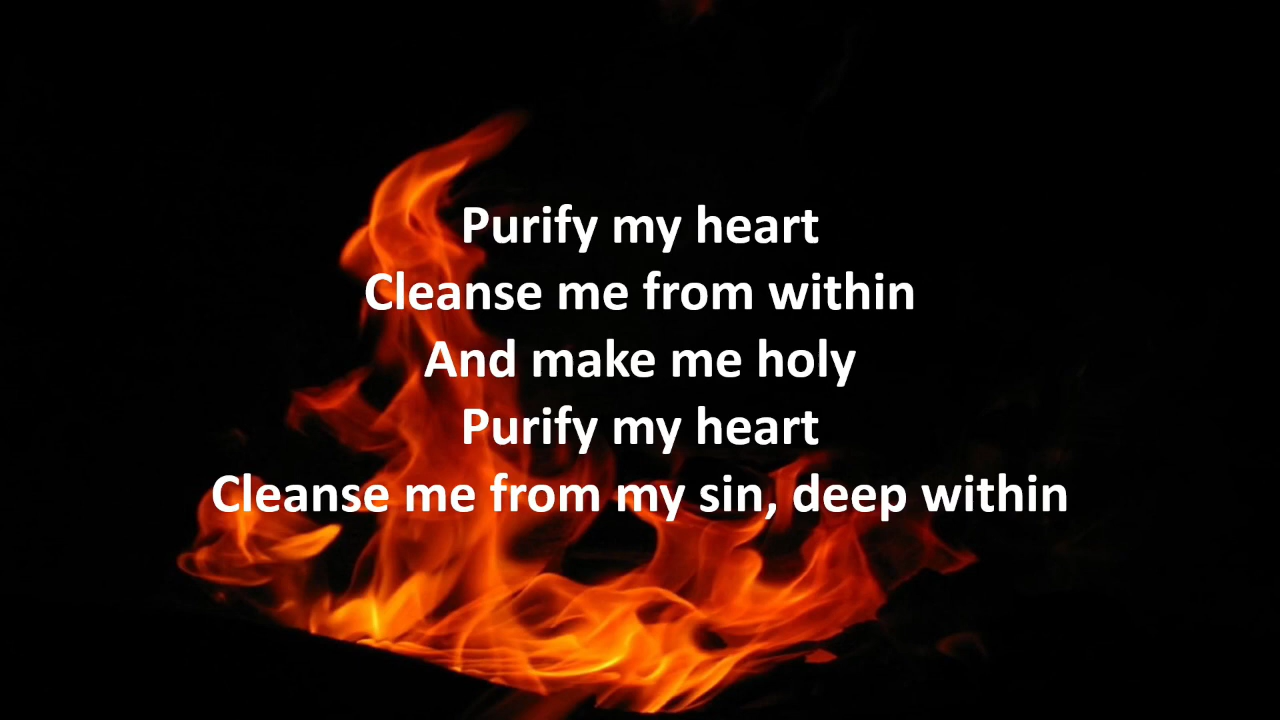 Purify my heart
Cleanse me from within
And make me holy
Purify my heart
Cleanse me from my sin, deep within